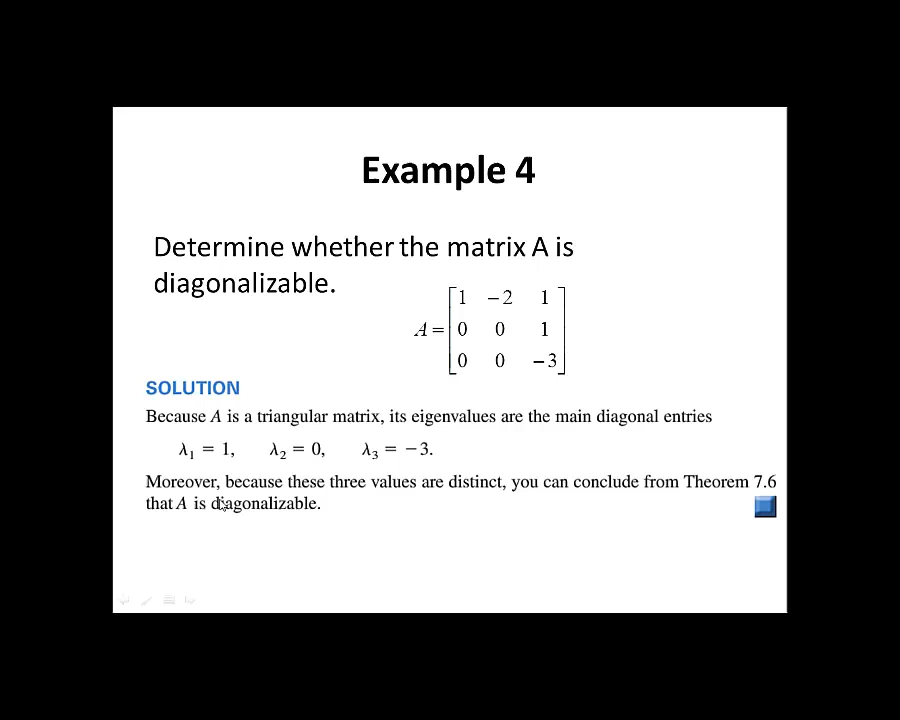 Example 4
Determine whether the matrix A is
diagonalizable.
1 −2 1
A = 0 0 1
0 0 −3
SOLUTION
Because A is a triangular matrix, its eigenvalues are the main diagonal entries
λ₁ = 1, λ₂ = 0, λ₃ = −3.
Moreover, because these three values are distinct, you can conclude from Theorem 7.6
that A is diagonalizable.